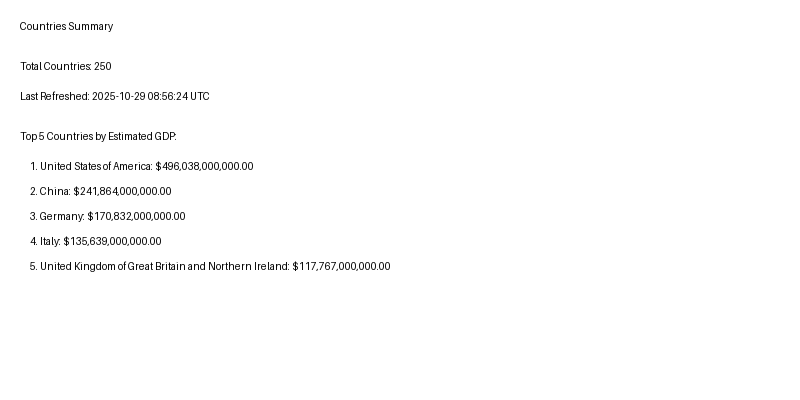 Countries Summary
Total Countries: 250
Last Refreshed: 2025-10-29 08:56:24 UTC
Top 5 Countries by Estimated GDP:
1. United States of America: $496,038,000,000.00
2. China: $241,864,000,000.00
3. Germany: $170,832,000,000.00
4. Italy: $135,639,000,000.00
5. United Kingdom of Great Britain and Northern Ireland: $117,767,000,000.00